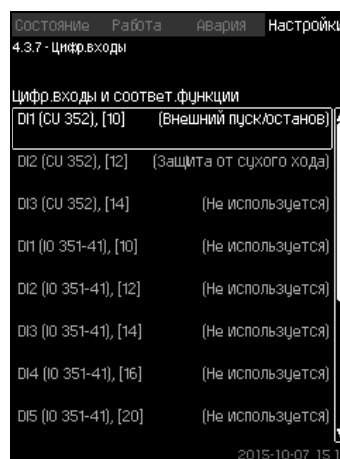 Состояние Работа Авария Настройки
4.3.7 - Цифр.входы
Цифр.входы и соответ.функции
DI1 (CU 352), [10] (Внешний пуск/останов)
DI2 (CU 352), [12] (Защита от сухого хода)
DI3 (CU 352), [14] (Не используется)
DI1 (IO 351-41), [10] (Не используется)
DI2 (IO 351-41), [12] (Не используется)
DI3 (IO 351-41), [14] (Не используется)
DI4 (IO 351-41), [16] (Не используется)
DI5 (IO 351-41), [20] (Не используется)
2015-10-07 15